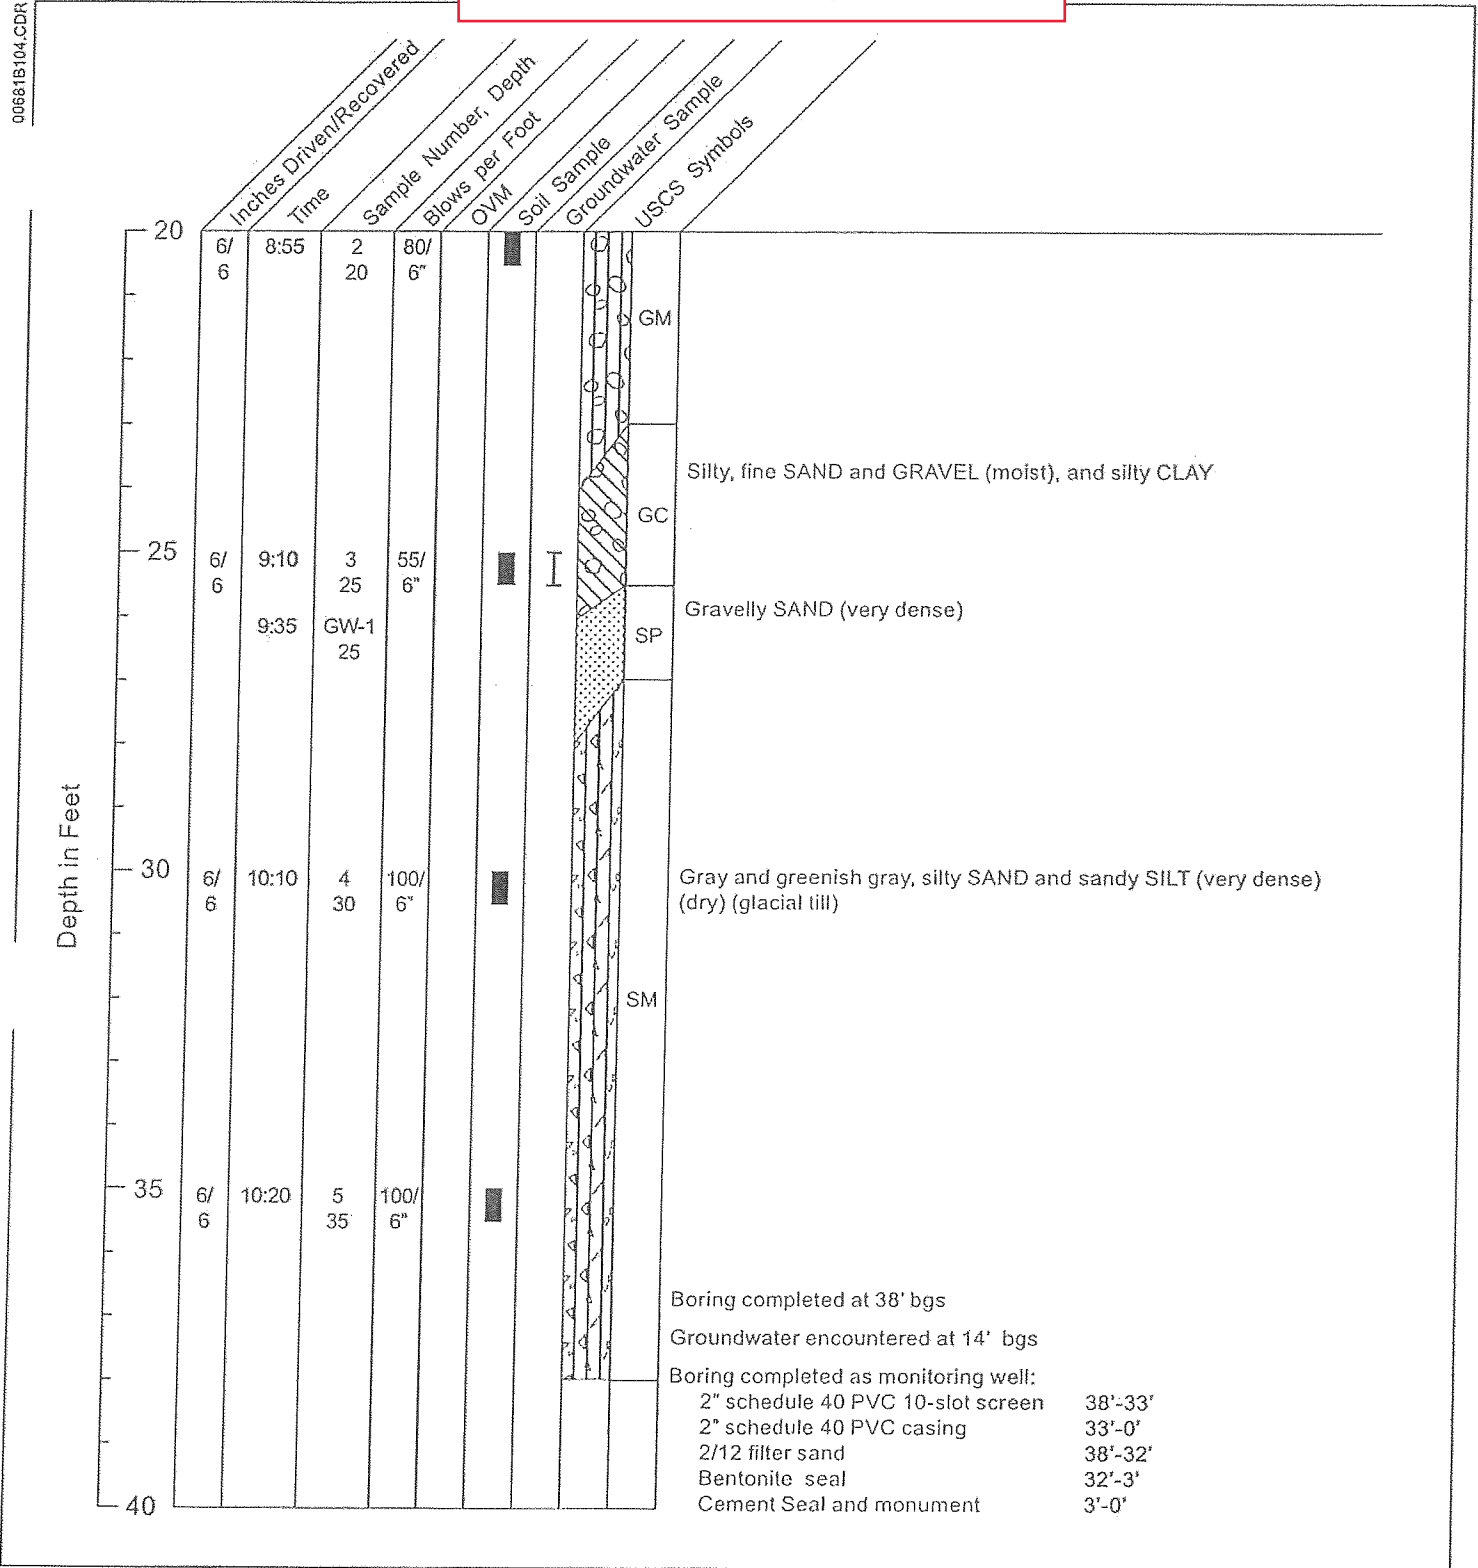 00681B104.CDR
Inches Driven/Recovered
Time
Sample Number, Depth
Blows per Foot
OVM
Soil Sample
Groundwater Sample
USCS Symbols
Depth in Feet
20
6/ 8:55 2 80/
6 20 6"
GM
Silty, fine SAND and GRAVEL (moist), and silty CLAY
GC
25
6/ 9:10 3 55/
6 25 6"
Gravelly SAND (very dense)
9:35 GW-1
25
SP
30
6/ 10:10 4 100/
6 30 6"
Gray and greenish gray, silty SAND and sandy SILT (very dense)
(dry) (glacial till)
SM
35
6/ 10:20 5 100/
6 35 6"
Boring completed at 38' bgs
Groundwater encountered at 14' bgs
Boring completed as monitoring well:
2" schedule 40 PVC 10-slot screen 38'-33'
2" schedule 40 PVC casing 33'-0'
2/12 filter sand 38'-32'
Bentonite seal 32'-3'
Cement Seal and monument 3'-0'
40